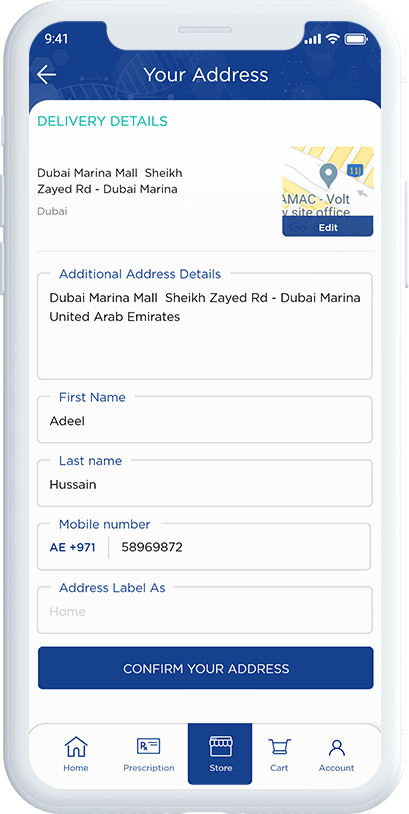 9:41
Your Address
DELIVERY DETAILS
Dubai Marina Mall Sheikh
Zayed Rd - Dubai Marina
Dubai
11
AMAC - Volt
site office
Edit
Additional Address Details
Dubai Marina Mall Sheikh Zayed Rd - Dubai Marina
United Arab Emirates
First Name
Adeel
Last name
Hussain
Mobile number
AE +971 58969872
Address Label As
Home
CONFIRM YOUR ADDRESS
Home Prescription Store Cart Account